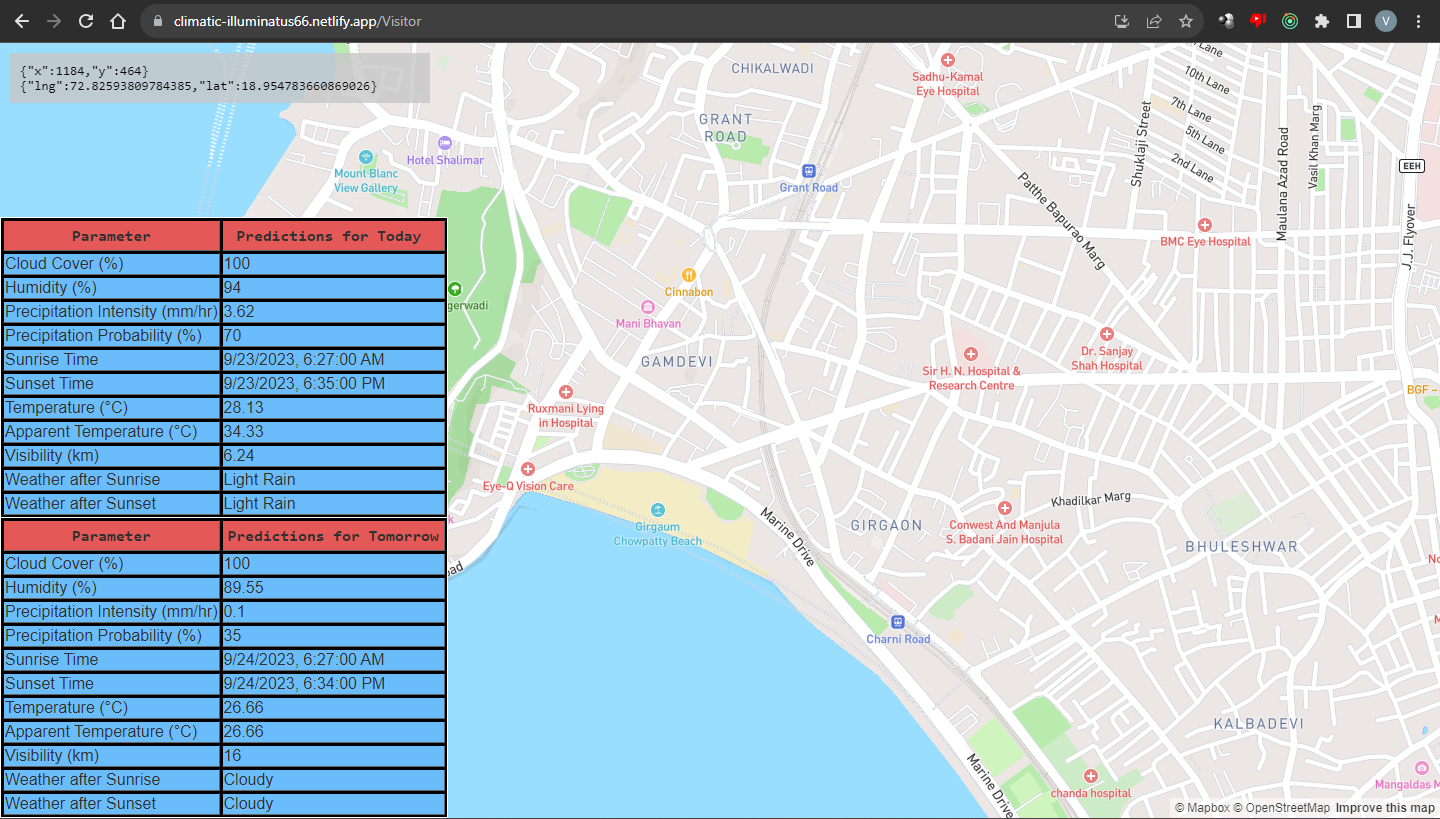 climatic-illuminatus66.netlify.app/Visitor
V
{"x":1184,"y":464}
{"lng":72.82593809784385,"lat":18.954783660869026}
Parameter Predictions for Today
Cloud Cover (%) 100
Humidity (%) 94
Precipitation Intensity (mm/hr) 3.62
Precipitation Probability (%) 70
Sunrise Time 9/23/2023, 6:27:00 AM
Sunset Time 9/23/2023, 6:35:00 PM
Temperature (°C) 28.13
Apparent Temperature (°C) 34.33
Visibility (km) 6.24
Weather after Sunrise Light Rain
Weather after Sunset Light Rain
Parameter Predictions for Tomorrow
Cloud Cover (%) 100
Humidity (%) 89.55
Precipitation Intensity (mm/hr) 0.1
Precipitation Probability (%) 35
Sunrise Time 9/24/2023, 6:27:00 AM
Sunset Time 9/24/2023, 6:34:00 PM
Temperature (°C) 26.66
Apparent Temperature (°C) 26.66
Visibility (km) 16
Weather after Sunrise Cloudy
Weather after Sunset Cloudy
CHIKALWADI
Sadhu-Kamal
Eye Hospital
Lane
10th Lane
7th Lane
5th Lane
2nd Lane
Shuklaji Street
Maulana Azad Road
Vasil Khan Marg
EEH
J.J. Flyover
GRANT
ROAD
Hotel Shalimar
Mount Blanc
View Gallery
Grant Road
Patthe Bapurao Marg
BMC Eye Hospital
Cinnabon
gerwadi
Mani Bhavan
GAMDEVI
Dr. Sanjay
Shah Hospital
Sir H. N. Hospital &
Research Centre
BGF –
Ruxmani Lying
in Hospital
Eye-Q Vision Care
k
Girgaum
Chowpatty Beach
Marine Drive
GIRGAON
Khadilkar Marg
Conwest And Manjula
S. Badani Jain Hospital
BHULESHWAR
No
oad
M
Charni Road
KALBADEVI
Marine Drive
chanda hospital
Mangaldas M
© Mapbox © OpenStreetMap Improve this map